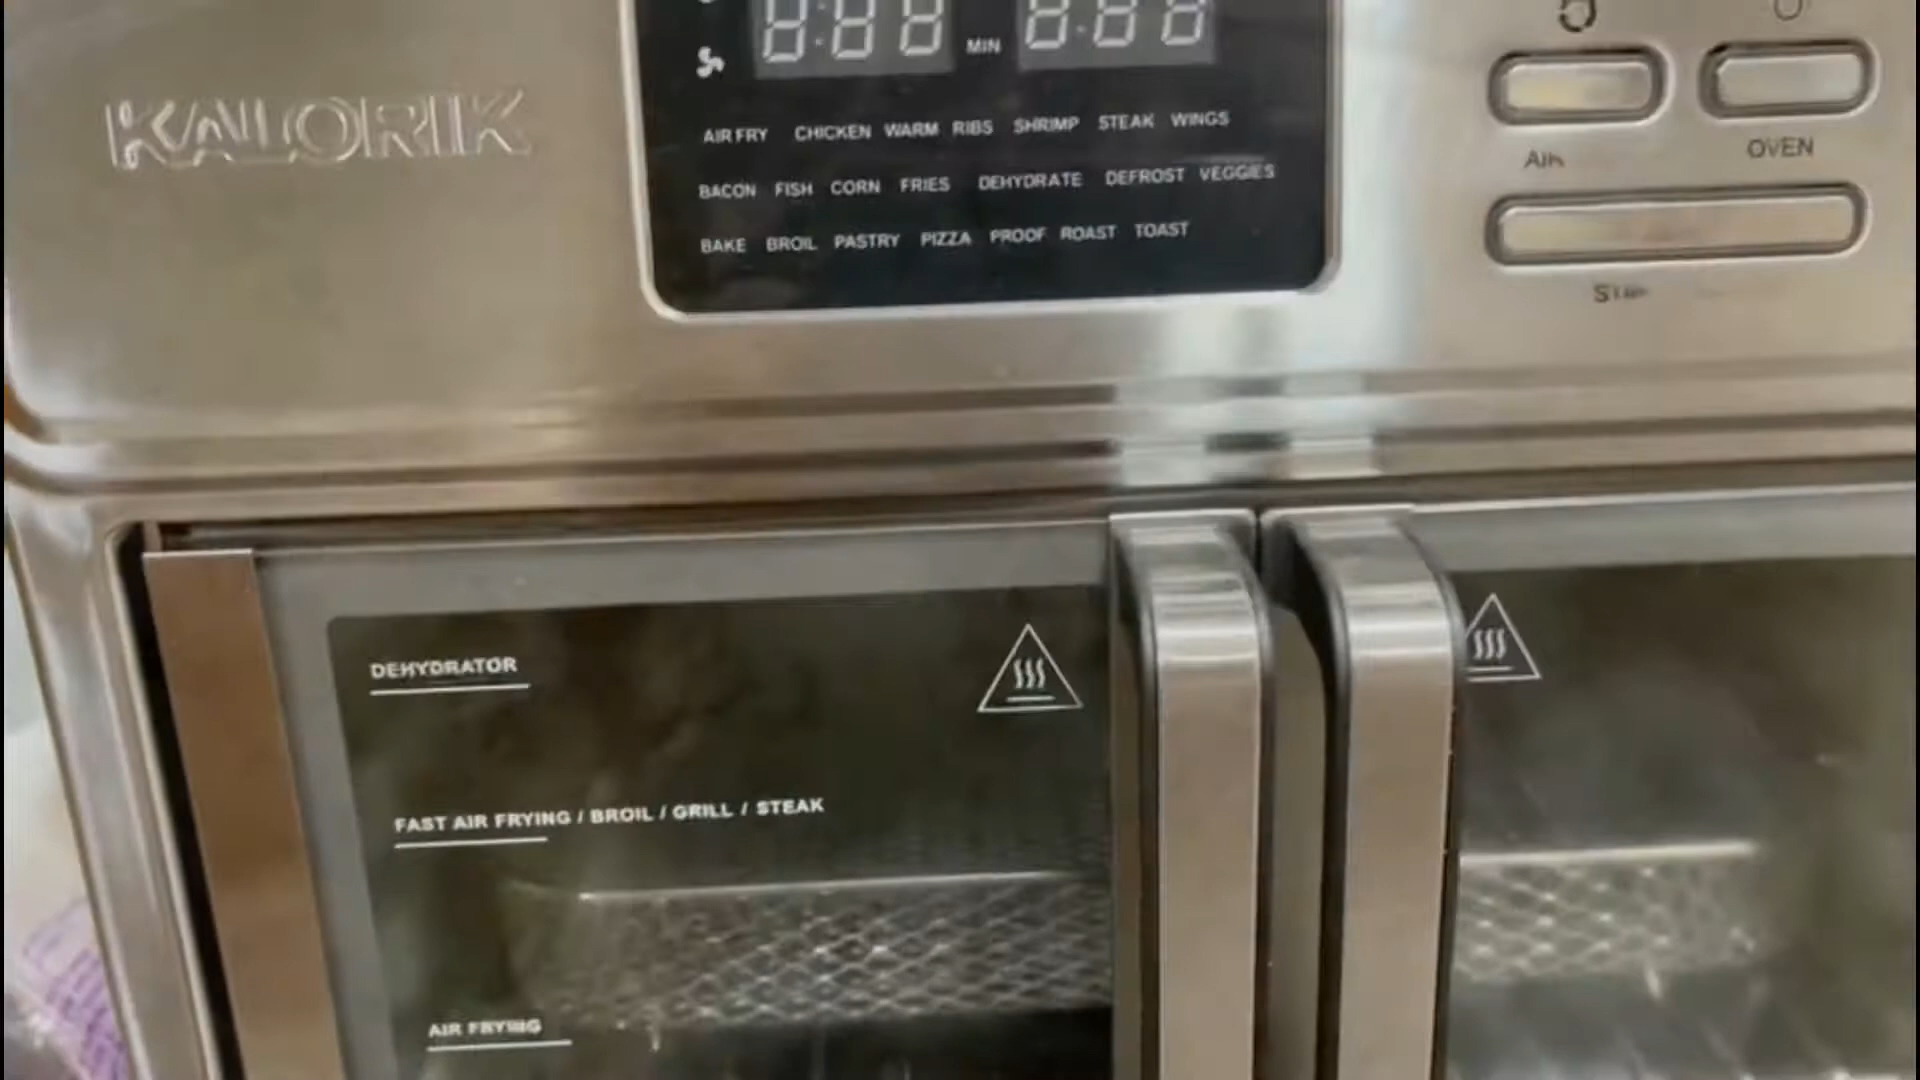 KALORIK
MIN
AIR FRY CHICKEN WARM RIBS SHRIMP STEAK WINGS
BACON FISH CORN FRIES DEHYDRATE DEFROST VEGGIES
BAKE BROIL PASTRY PIZZA PROOF ROAST TOAST
OVEN
DEHYDRATOR
FAST AIR FRYING / BROIL / GRILL / STEAK
AIR FRYING